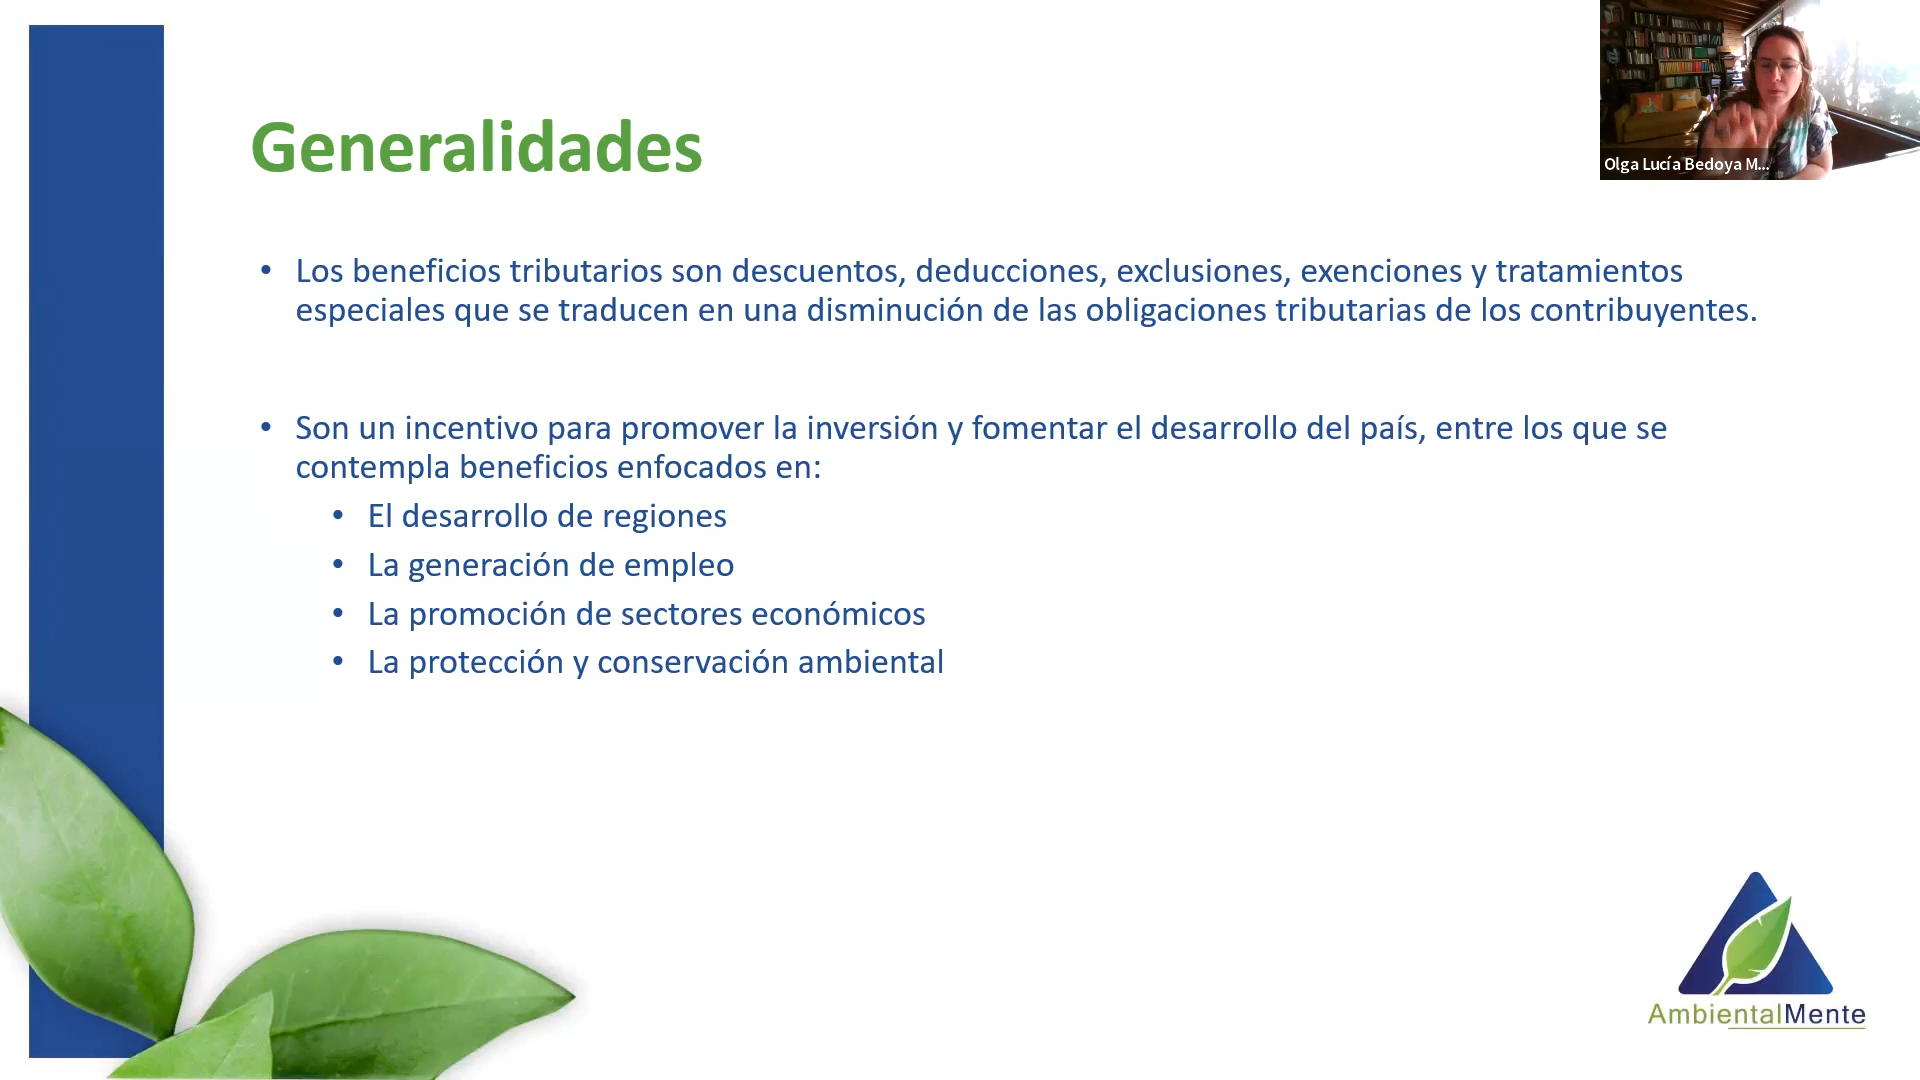 Generalidades
Olga Lucía Bedoya M...
• Los beneficios tributarios son descuentos, deducciones, exclusiones, exenciones y tratamientos
especiales que se traducen en una disminución de las obligaciones tributarias de los contribuyentes.
• Son un incentivo para promover la inversión y fomentar el desarrollo del país, entre los que se
contempla beneficios enfocados en:
• El desarrollo de regiones
• La generación de empleo
• La promoción de sectores económicos
• La protección y conservación ambiental
AmbientalMente